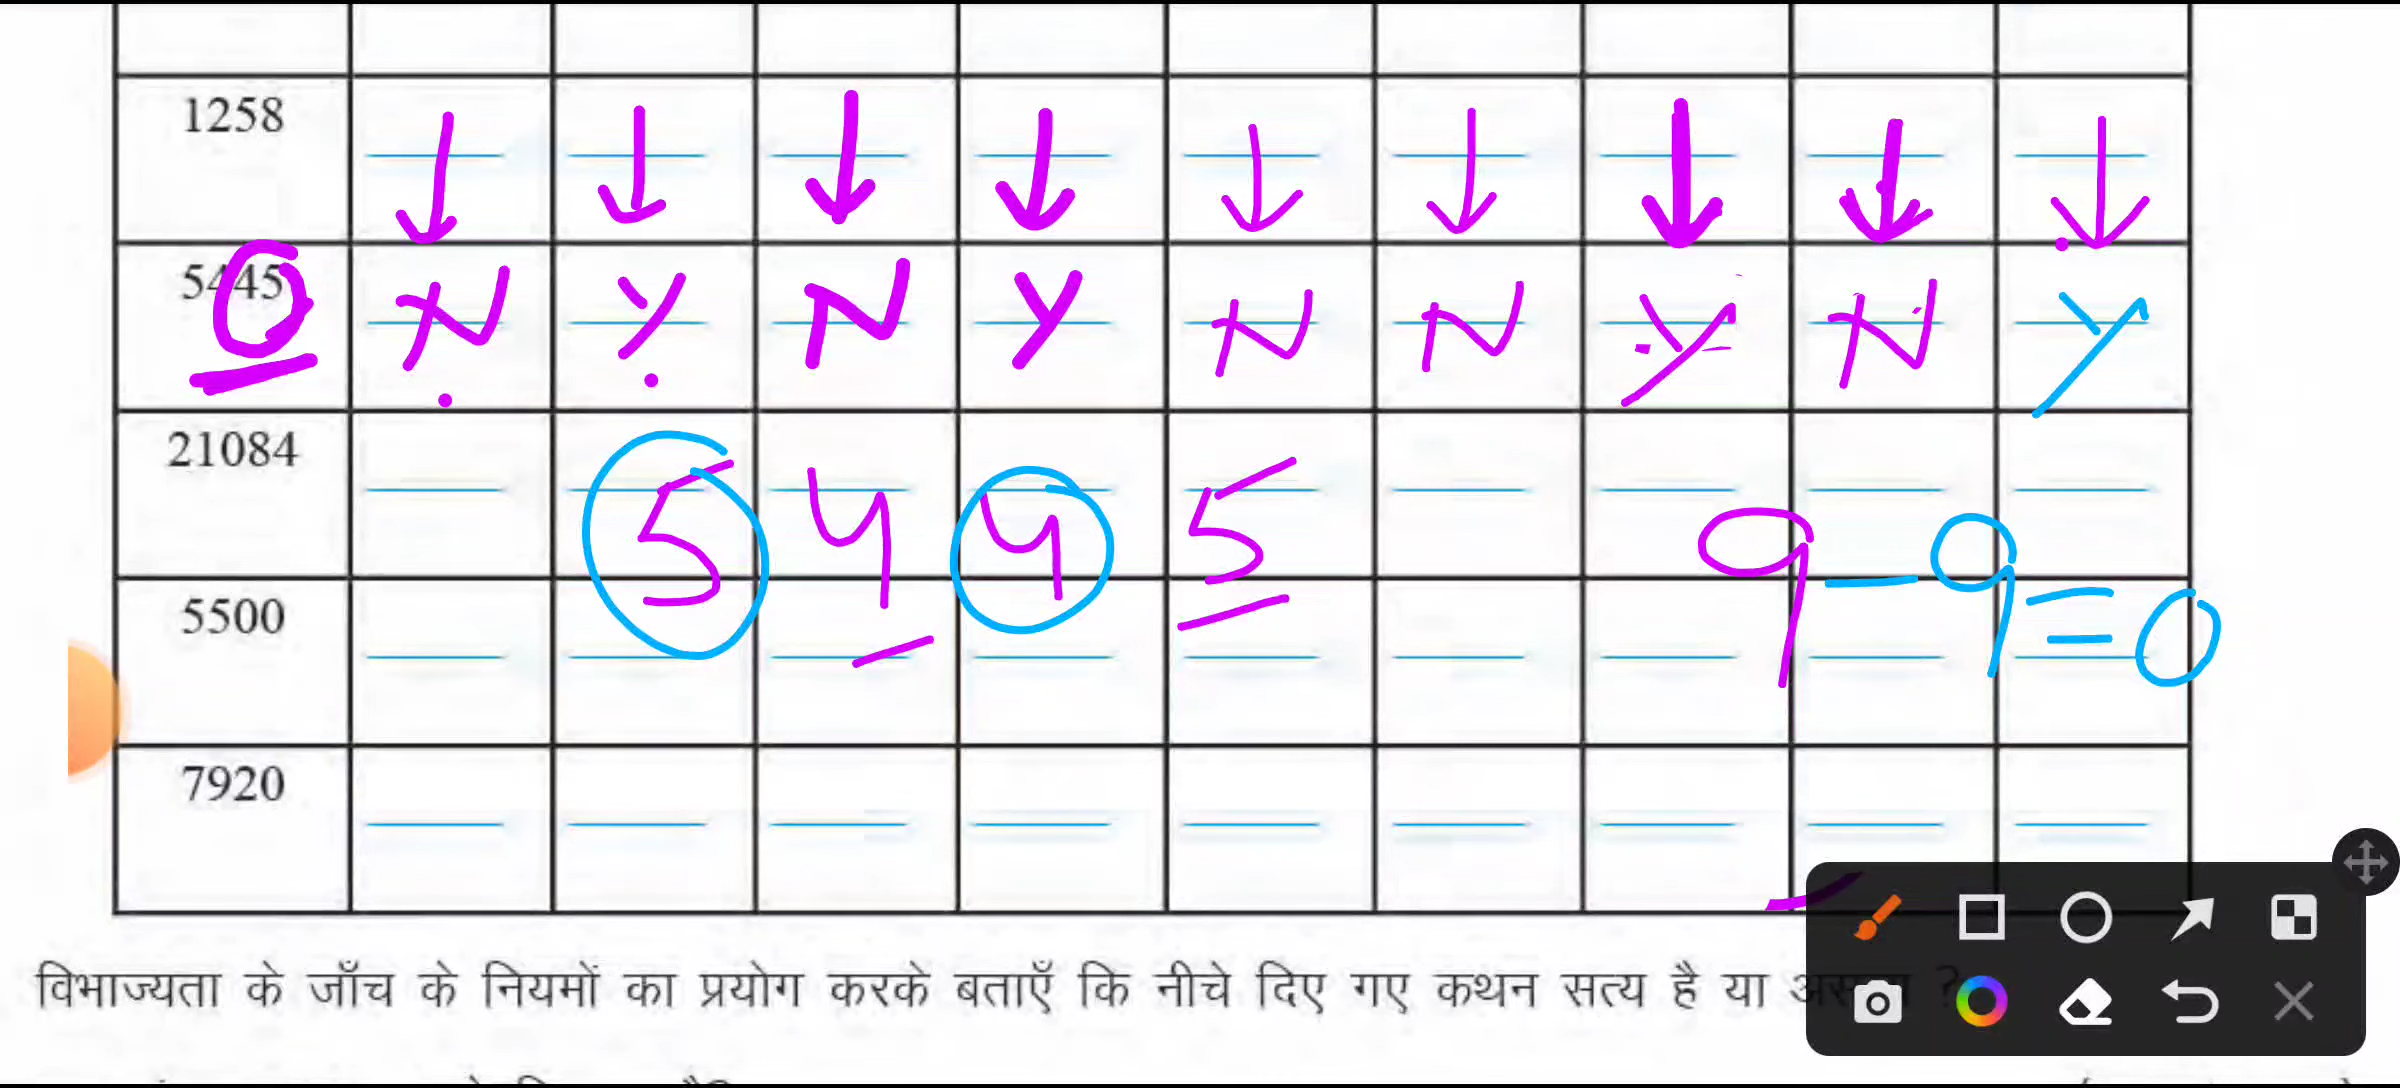 1258
5445 N Y N Y N N Y N Y
21084
5 4 4 5 9 - 9 = 0
5500
7920
विभाज्यता के जाँच के नियमों का प्रयोग करके बताएँ कि नीचे दिए गए कथन सत्य है या ?